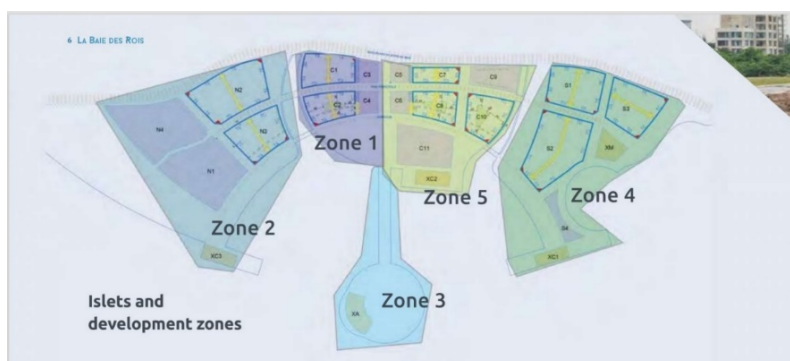 6 LA BAIE DES ROIS
C1
C3
C5
C7
C9
N2
S1
S3
C2
C4
C6
C8
C10
N4
N3
Zone 1
C11
S2
XM
N1
XC2
Zone 5
Zone 4
Zone 2
S4
XC3
XC1
Islets and
development zones
Zone 3
XA